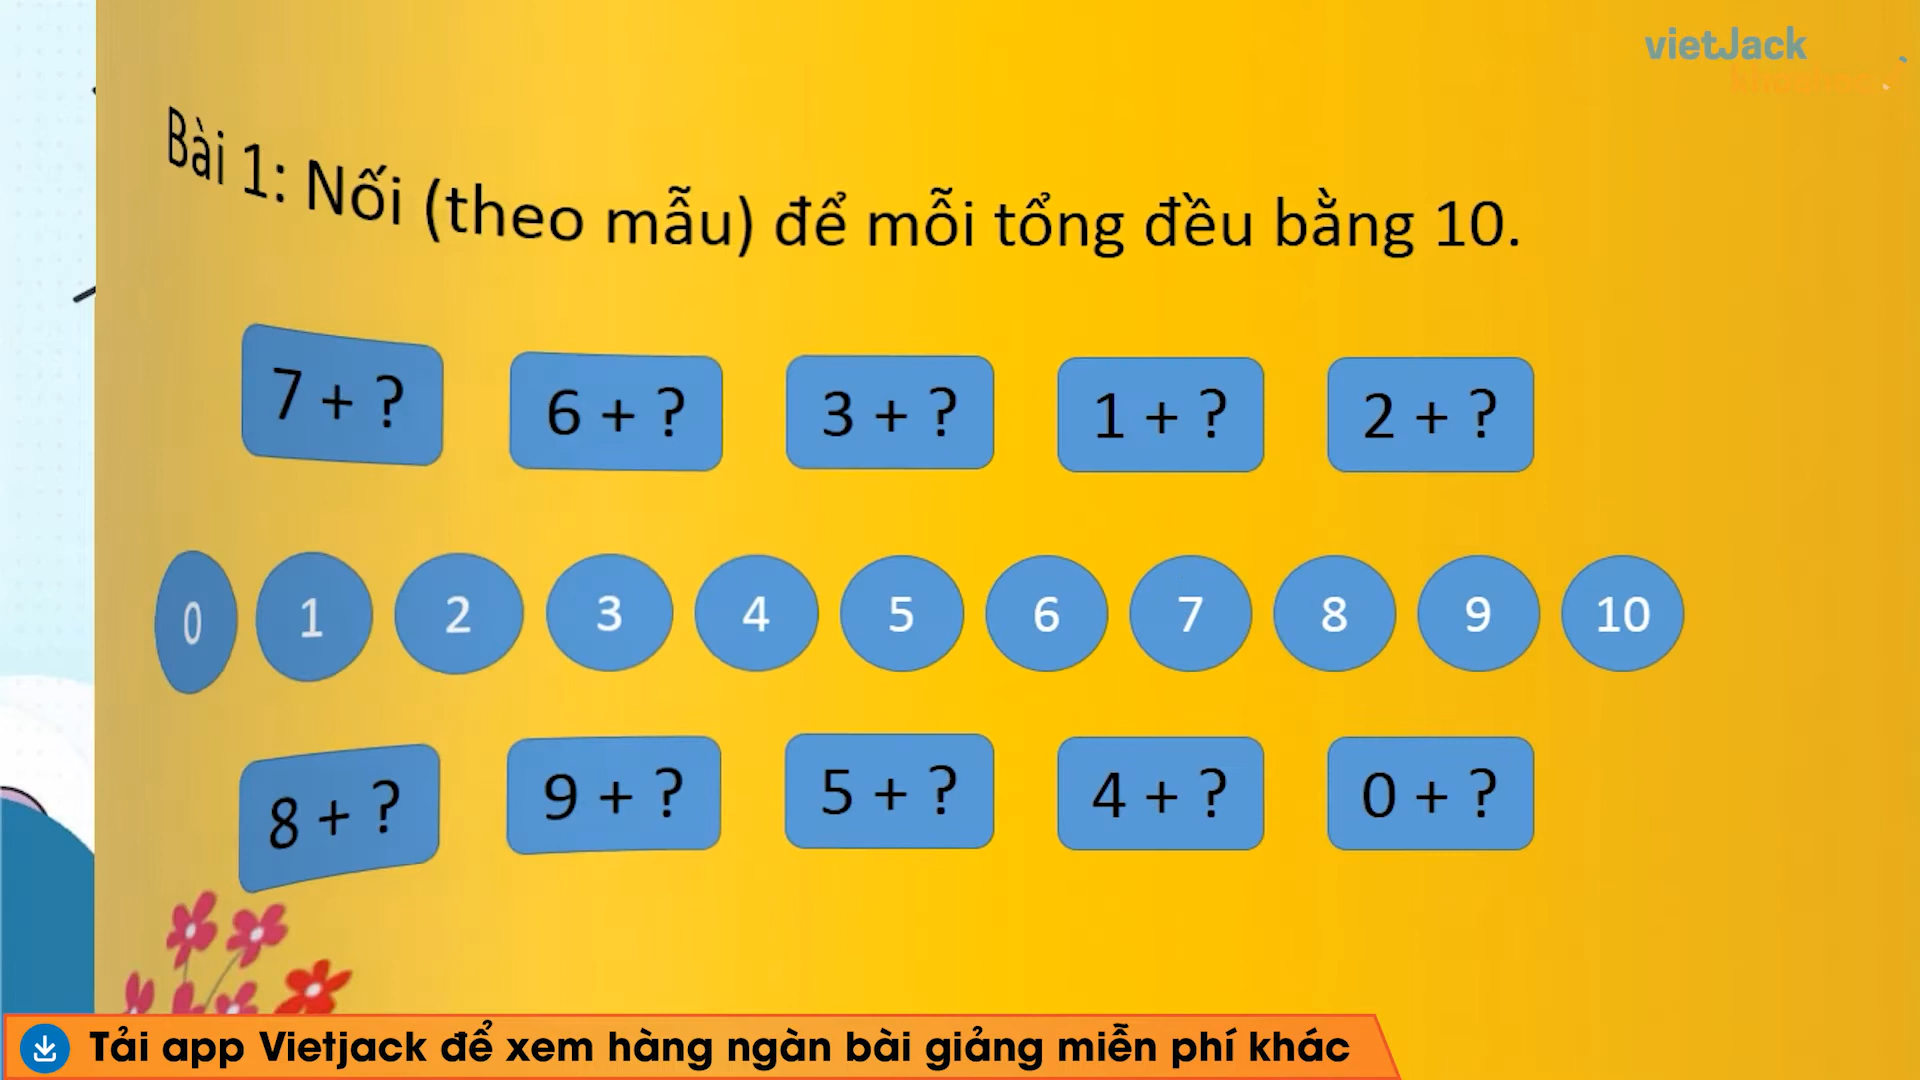 vietJack
Bài 1: Nối (theo mẫu) để mỗi tổng đều bằng 10.
7 + ? 6 + ? 3 + ? 1 + ? 2 + ?
0 1 2 3 4 5 6 7 8 9 10
8 + ? 9 + ? 5 + ? 4 + ? 0 + ?
Tải app Vietjack để xem hàng ngàn bài giảng miễn phí khác